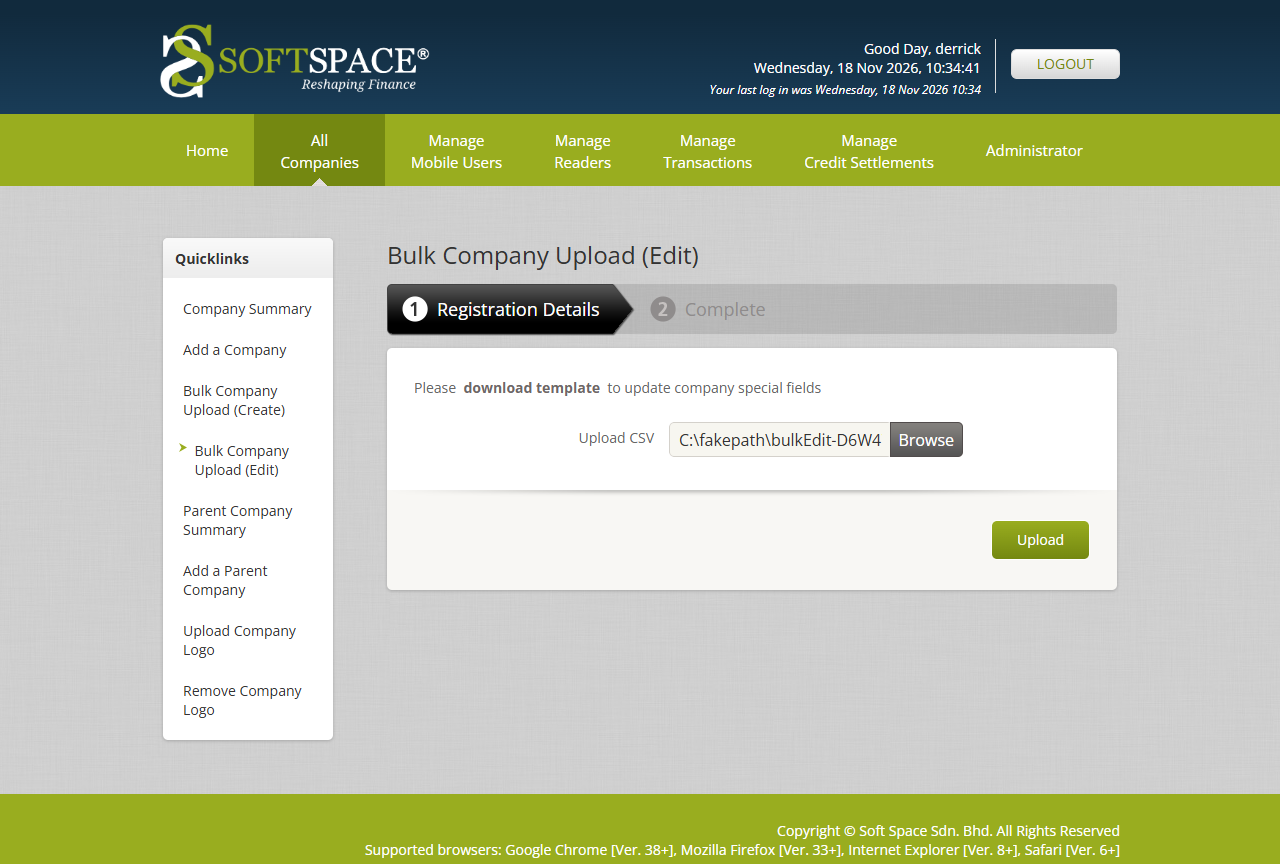 SOFTSPACE®
Reshaping Finance
Good Day, derrick
Wednesday, 18 Nov 2026, 10:34:41
Your last log in was Wednesday, 18 Nov 2026 10:34
LOGOUT
Home
All
Companies
Manage
Mobile Users
Manage
Readers
Manage
Transactions
Manage
Credit Settlements
Administrator
Quicklinks
Company Summary
Add a Company
Bulk Company
Upload (Create)
Bulk Company
Upload (Edit)
Parent Company
Summary
Add a Parent
Company
Upload Company
Logo
Remove Company
Logo
Bulk Company Upload (Edit)
1 Registration Details
2 Complete
Please download template to update company special fields
Upload CSV
C:\fakepath\bulkEdit-D6W4
Browse
Upload
Copyright © Soft Space Sdn. Bhd. All Rights Reserved
Supported browsers: Google Chrome [Ver. 38+], Mozilla Firefox [Ver. 33+], Internet Explorer [Ver. 8+], Safari [Ver. 6+]